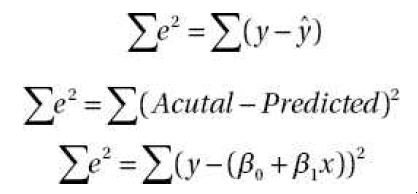 ∑e² = ∑(y − ŷ)
∑e² = ∑(Acutal − Predicted)²
∑e² = ∑(y − (β₀ + β₁x))²